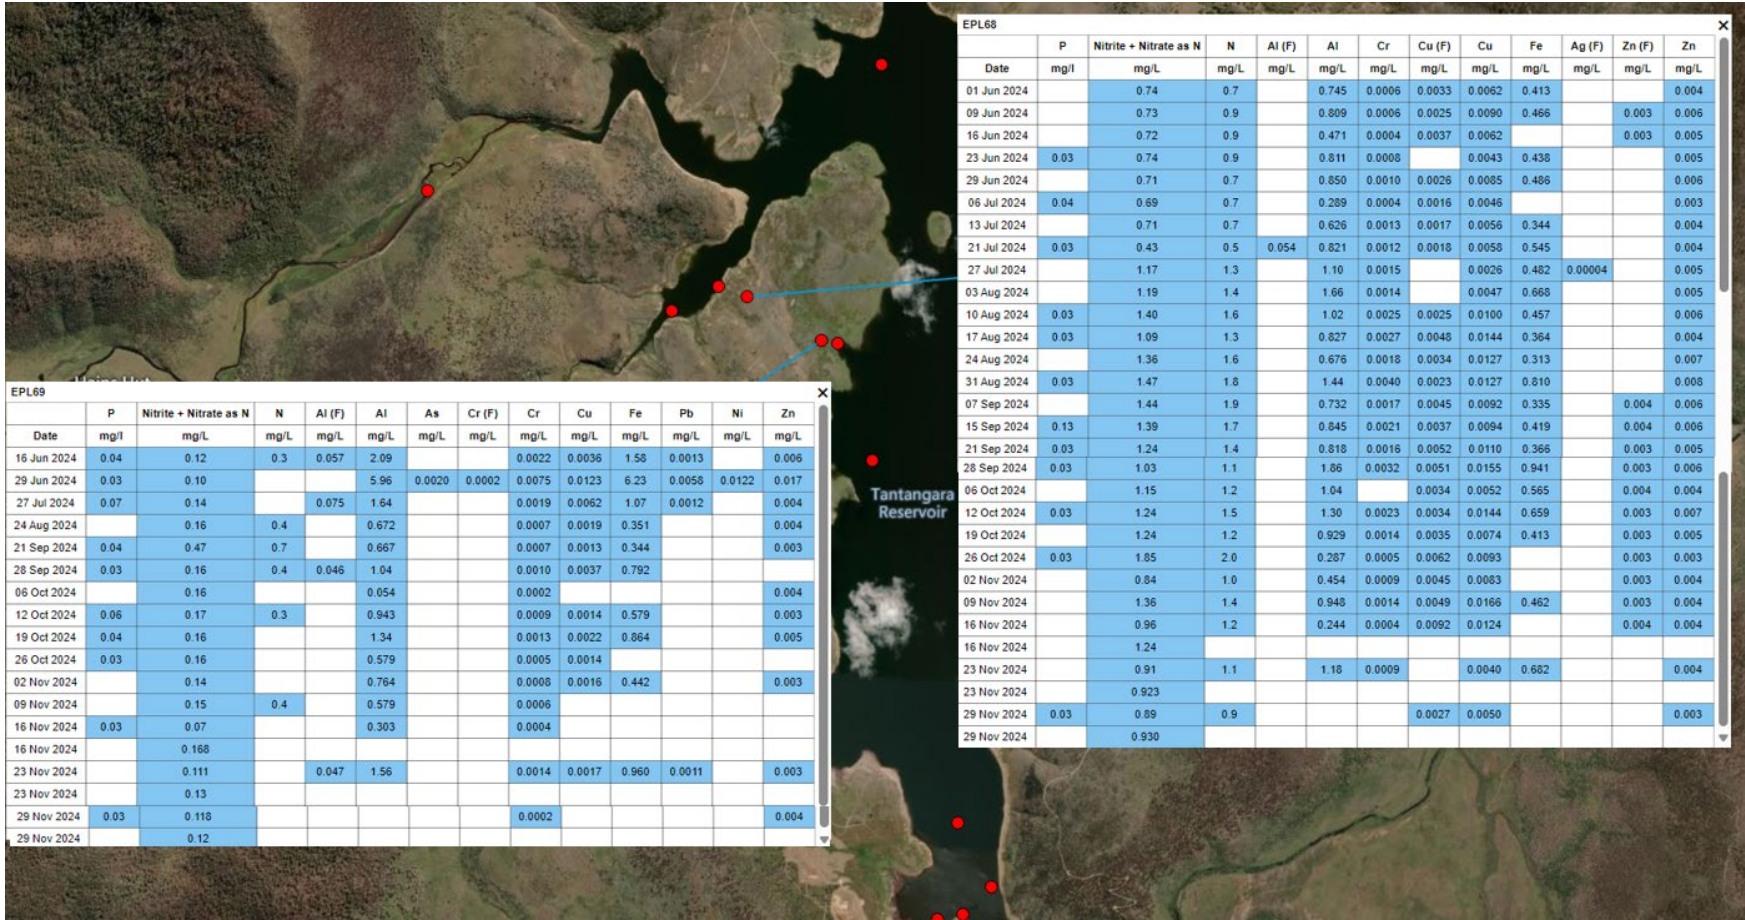 EPL68 ×
P Nitrite + Nitrate as N N Al (F) Al Cr Cu (F) Cu Fe Ag (F) Zn (F) Zn
Date mg/l mg/L mg/L mg/L mg/L mg/L mg/L mg/L mg/L mg/L mg/L mg/L
01 Jun 2024 0.74 0.7 0.745 0.0006 0.0033 0.0062 0.413 0.004
09 Jun 2024 0.73 0.9 0.809 0.0006 0.0025 0.0090 0.466 0.003 0.006
16 Jun 2024 0.72 0.9 0.471 0.0004 0.0037 0.0062 0.003 0.005
23 Jun 2024 0.03 0.74 0.9 0.811 0.0008 0.0043 0.438 0.005
29 Jun 2024 0.71 0.7 0.850 0.0010 0.0026 0.0085 0.486 0.006
06 Jul 2024 0.04 0.69 0.7 0.289 0.0004 0.0016 0.0046 0.003
13 Jul 2024 0.71 0.7 0.626 0.0013 0.0017 0.0056 0.344 0.004
21 Jul 2024 0.03 0.43 0.5 0.054 0.821 0.0012 0.0018 0.0058 0.545 0.004
27 Jul 2024 1.17 1.3 1.10 0.0015 0.0026 0.482 0.00004 0.005
03 Aug 2024 1.19 1.4 1.66 0.0014 0.0047 0.668 0.005
10 Aug 2024 0.03 1.40 1.6 1.02 0.0025 0.0025 0.0100 0.457 0.006
17 Aug 2024 0.03 1.09 1.3 0.827 0.0027 0.0048 0.0144 0.364 0.004
24 Aug 2024 1.36 1.6 0.676 0.0018 0.0034 0.0127 0.313 0.007
31 Aug 2024 0.03 1.47 1.8 1.44 0.0040 0.0023 0.0127 0.810 0.008
07 Sep 2024 1.44 1.9 0.732 0.0017 0.0045 0.0092 0.335 0.004 0.006
15 Sep 2024 0.13 1.39 1.7 0.845 0.0021 0.0037 0.0094 0.419 0.004 0.006
21 Sep 2024 0.03 1.24 1.4 0.818 0.0016 0.0052 0.0110 0.366 0.003 0.005
28 Sep 2024 0.03 1.03 1.1 1.86 0.0032 0.0051 0.0155 0.941 0.003 0.006
06 Oct 2024 1.15 1.2 1.04 0.0034 0.0052 0.565 0.004 0.004
12 Oct 2024 0.03 1.24 1.5 1.30 0.0023 0.0034 0.0144 0.659 0.003 0.007
19 Oct 2024 1.24 1.2 0.929 0.0014 0.0035 0.0074 0.413 0.003 0.005
26 Oct 2024 0.03 1.85 2.0 0.287 0.0005 0.0062 0.0093 0.003 0.003
02 Nov 2024 0.84 1.0 0.454 0.0009 0.0045 0.0083 0.003 0.004
09 Nov 2024 1.36 1.4 0.948 0.0014 0.0049 0.0166 0.462 0.003 0.004
16 Nov 2024 0.96 1.2 0.244 0.0004 0.0092 0.0124 0.004 0.004
16 Nov 2024 1.24
23 Nov 2024 0.91 1.1 1.18 0.0009 0.0040 0.682 0.004
23 Nov 2024 0.923
29 Nov 2024 0.03 0.89 0.9 0.0027 0.0050 0.003
29 Nov 2024 0.930
EPL69 ×
P Nitrite + Nitrate as N N Al (F) Al As Cr (F) Cr Cu Fe Pb Ni Zn
Date mg/l mg/L mg/L mg/L mg/L mg/L mg/L mg/L mg/L mg/L mg/L mg/L mg/L
16 Jun 2024 0.04 0.12 0.3 0.057 2.09 0.0022 0.0036 1.58 0.0013 0.006
29 Jun 2024 0.03 0.10 5.96 0.0020 0.0002 0.0075 0.0123 6.23 0.0058 0.0122 0.017
27 Jul 2024 0.07 0.14 0.075 1.64 0.0019 0.0062 1.07 0.0012 0.004
24 Aug 2024 0.16 0.4 0.672 0.0007 0.0019 0.351 0.004
21 Sep 2024 0.04 0.47 0.7 0.667 0.0007 0.0013 0.344 0.003
28 Sep 2024 0.03 0.16 0.4 0.046 1.04 0.0010 0.0037 0.792
06 Oct 2024 0.16 0.054 0.0002 0.004
12 Oct 2024 0.06 0.17 0.3 0.943 0.0009 0.0014 0.579 0.003
19 Oct 2024 0.04 0.16 1.34 0.0013 0.0022 0.864 0.005
26 Oct 2024 0.03 0.16 0.579 0.0005 0.0014
02 Nov 2024 0.14 0.764 0.0008 0.0016 0.442 0.003
09 Nov 2024 0.15 0.4 0.579 0.0006
16 Nov 2024 0.03 0.07 0.303 0.0004
16 Nov 2024 0.168
23 Nov 2024 0.111 0.047 1.56 0.0014 0.0017 0.960 0.0011 0.003
23 Nov 2024 0.13
29 Nov 2024 0.03 0.118 0.0002 0.004
29 Nov 2024 0.12
Tantangara
Reservoir